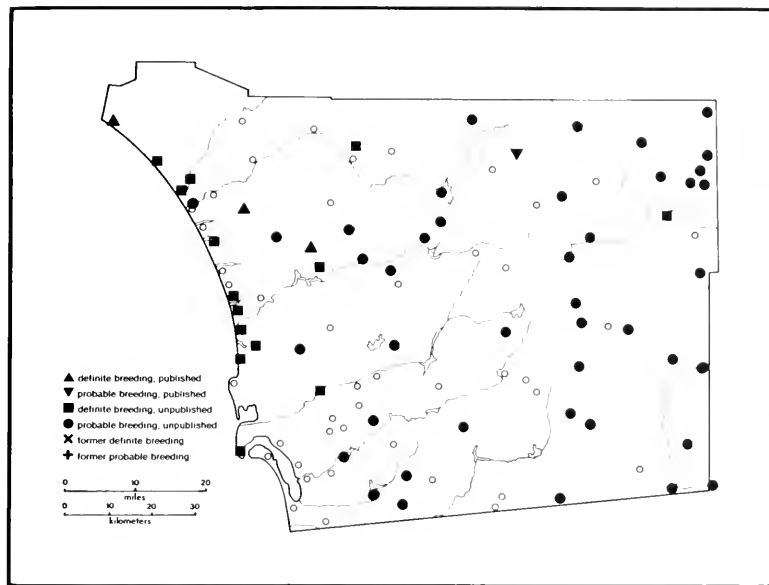 definite breeding, published
probable breeding, published
definite breeding, unpublished
probable breeding, unpublished
former definite breeding
former probable breeding
0 10 20
miles
0 10 20 30
kilometers